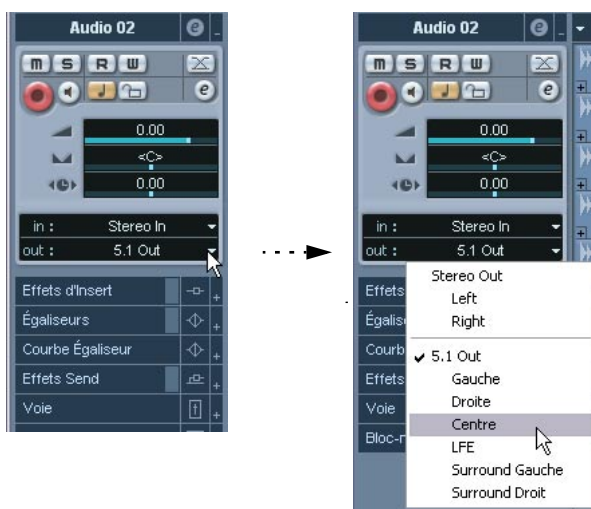 Audio 02
e
M S R W
e
0.00
<C>
0.00
in : Stereo In
out : 5.1 Out
Effets d'Insert
Égaliseurs
Courbe Égaliseur
Effets Send
Voie
Audio 02
e
M S R W
e
0.00
<C>
0.00
in : Stereo In
out : 5.1 Out
Effets
Égalis
Courb
Effets
Voie
Bloc-n
Stereo Out
Left
Right
✓ 5.1 Out
Gauche
Droite
Centre
LFE
Surround Gauche
Surround Droit